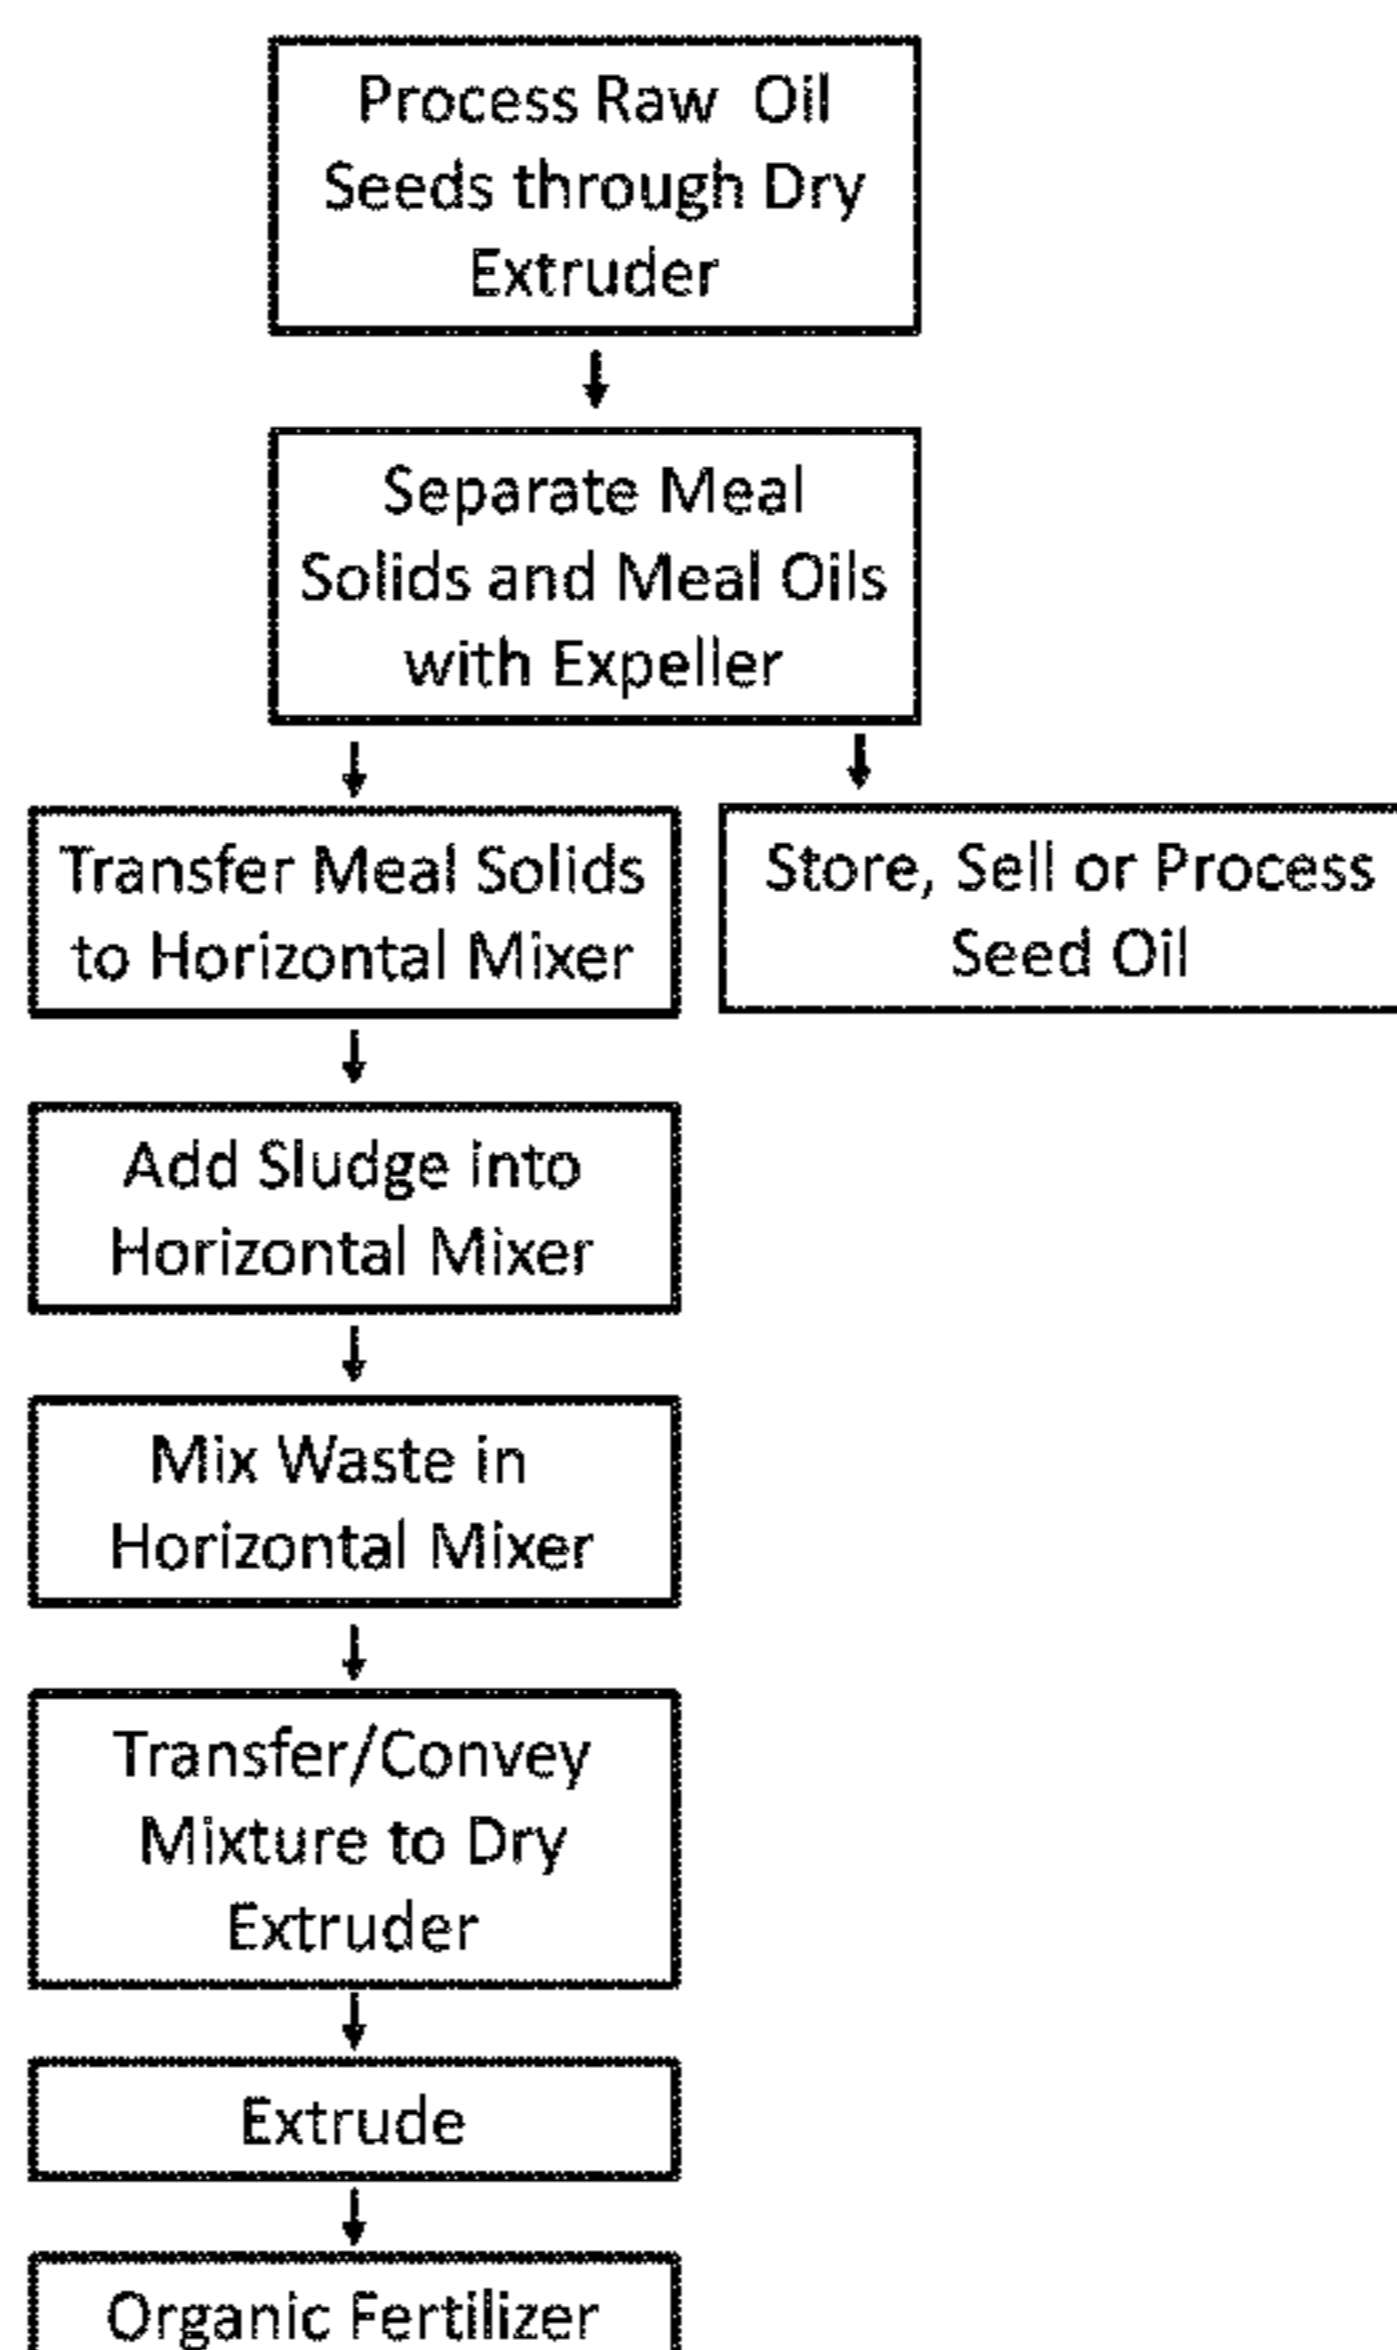 Process Raw Oil
Seeds through Dry
Extruder
Separate Meal
Solids and Meal Oils
with Expeller
Transfer Meal Solids
to Horizontal Mixer
Store, Sell or Process
Seed Oil
Add Sludge into
Horizontal Mixer
Mix Waste in
Horizontal Mixer
Transfer/Convey
Mixture to Dry
Extruder
Extrude
Organic Fertilizer